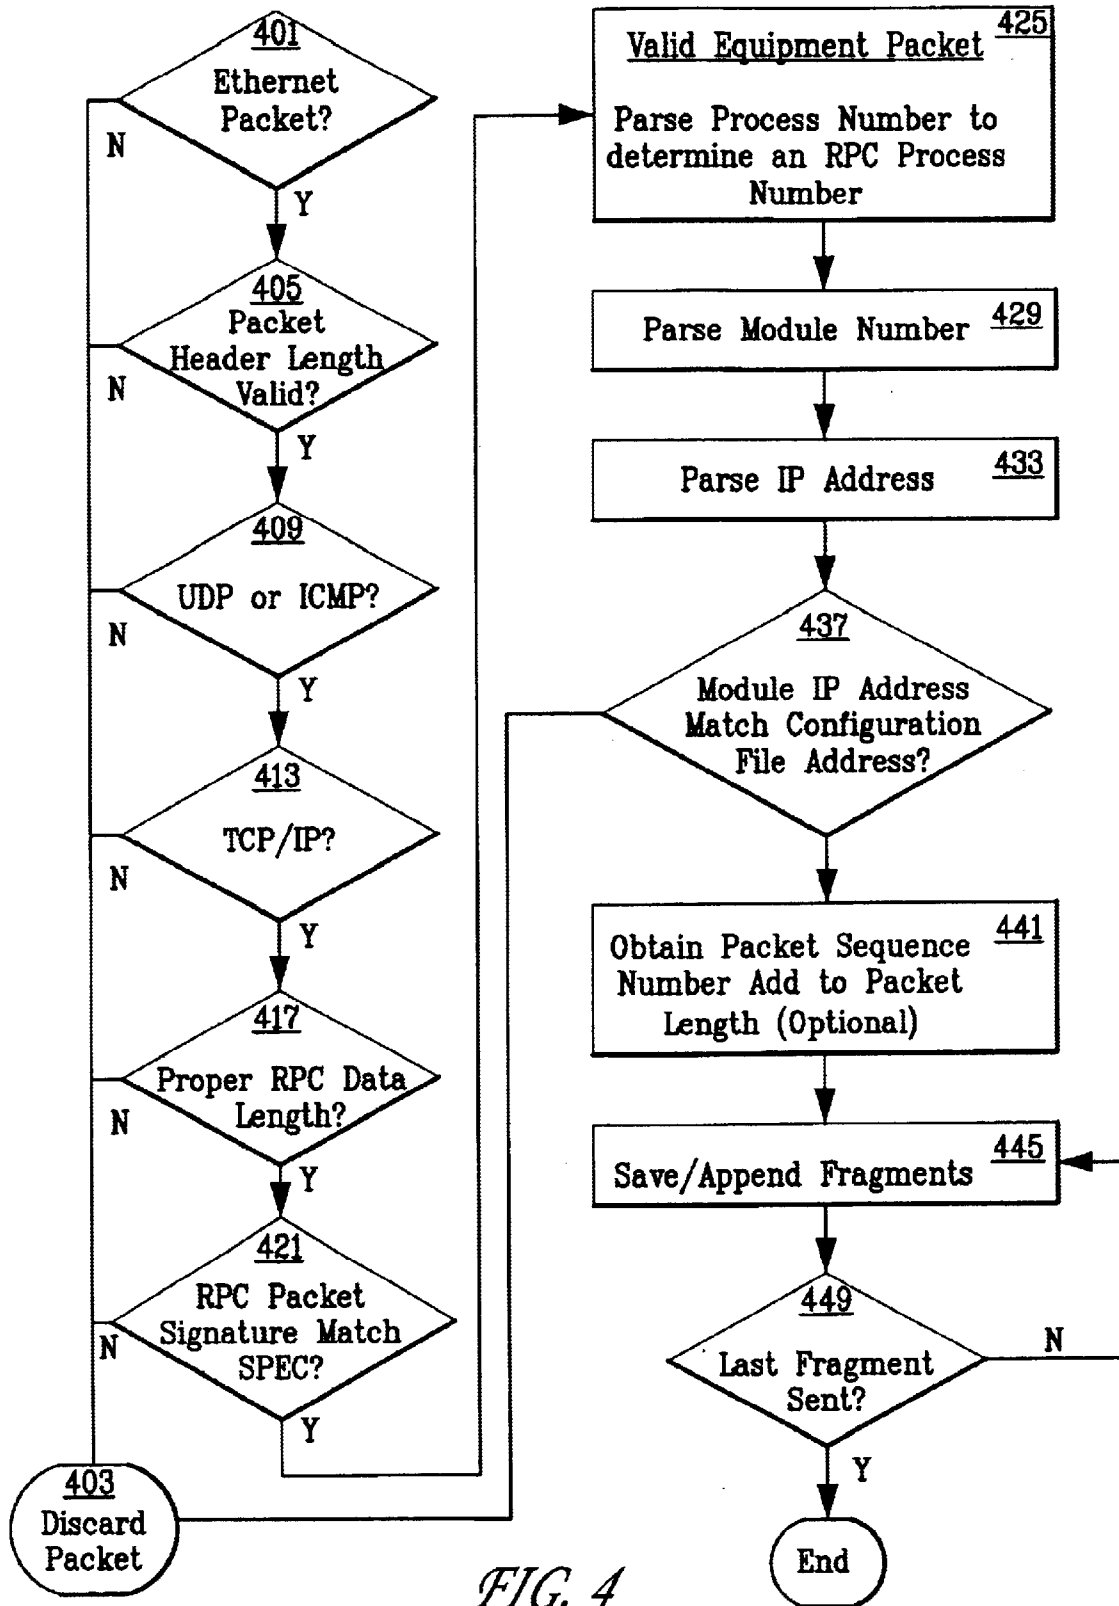 401
Ethernet
Packet?
N
Y
405
Packet
Header Length
Valid?
N
Y
409
UDP or ICMP?
N
Y
413
TCP/IP?
N
Y
417
Proper RPC Data
Length?
N
Y
421
RPC Packet
Signature Match
SPEC?
N
Y
403
Discard
Packet
425
Valid Equipment Packet
Parse Process Number to
determine an RPC Process
Number
429
Parse Module Number
433
Parse IP Address
437
Module IP Address
Match Configuration
File Address?
441
Obtain Packet Sequence
Number Add to Packet
Length (Optional)
445
Save/Append Fragments
449
Last Fragment
Sent?
N
Y
End
FIG. 4